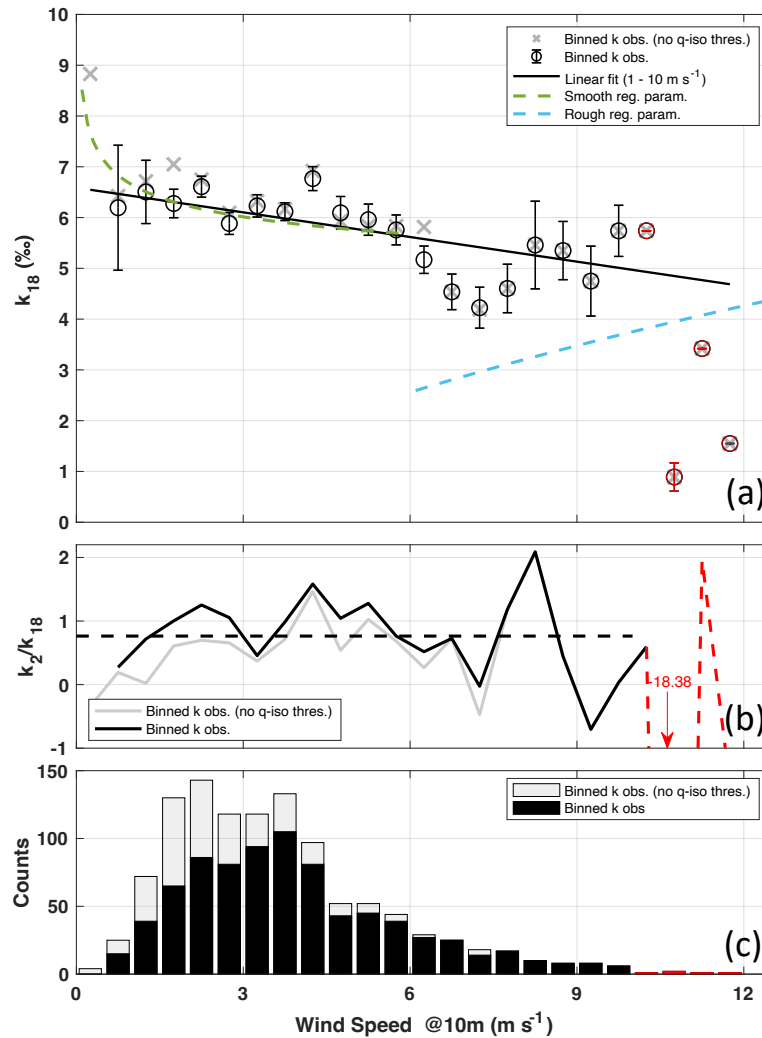 10
9
8
7
6
5
4
3
2
1
0
k18 (‰)
Binned k obs. (no q-iso thres.)
Binned k obs.
Linear fit (1 - 10 m s-1)
Smooth reg. param.
Rough reg. param.
(a)
2
1
0
-1
k2/k18
-18.38
Binned k obs. (no q-iso thres.)
Binned k obs.
(b)
150
100
50
0
Counts
Binned k obs. (no q-iso thres.)
Binned k obs
(c)
0 3 6 9 12
Wind Speed @10m (m s-1)